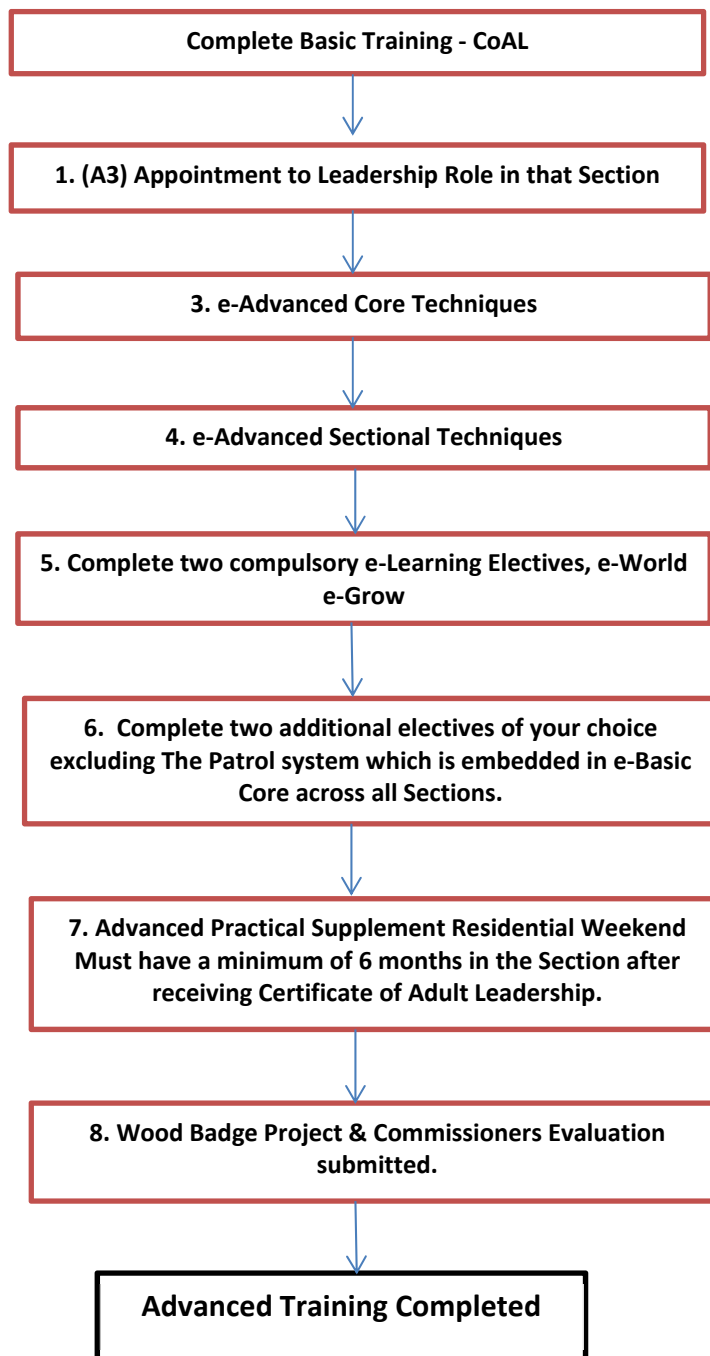 Complete Basic Training - CoAL
1. (A3) Appointment to Leadership Role in that Section
3. e-Advanced Core Techniques
4. e-Advanced Sectional Techniques
5. Complete two compulsory e-Learning Electives, e-World
e-Grow
6.  Complete two additional electives of your choice
excluding The Patrol system which is embedded in e-Basic
Core across all Sections.
7. Advanced Practical Supplement Residential Weekend
Must have a minimum of 6 months in the Section after
receiving Certificate of Adult Leadership.
8. Wood Badge Project & Commissioners Evaluation
submitted.
Advanced Training Completed